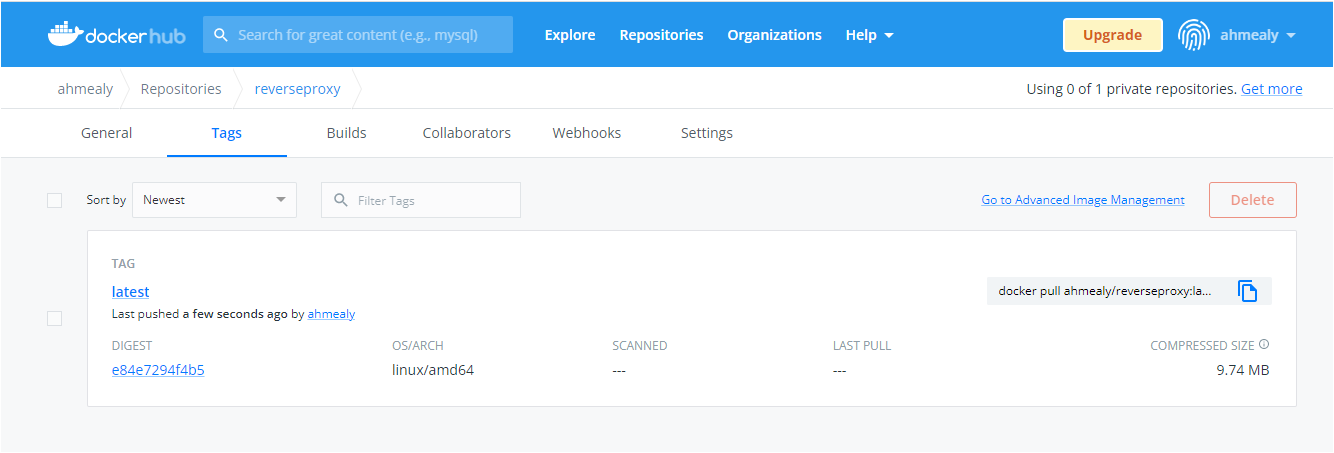 dockerhub Search for great content (e.g., mysql) Explore Repositories Organizations Help Upgrade ahmealy
ahmealy Repositories reverseproxy Using 0 of 1 private repositories. Get more
General Tags Builds Collaborators Webhooks Settings
Sort by Newest Filter Tags Go to Advanced Image Management Delete
TAG
latest docker pull ahmealy/reverseproxy:la...
Last pushed a few seconds ago by ahmealy
DIGEST OS/ARCH SCANNED LAST PULL COMPRESSED SIZE
e84e7294f4b5 linux/amd64 --- --- 9.74 MB